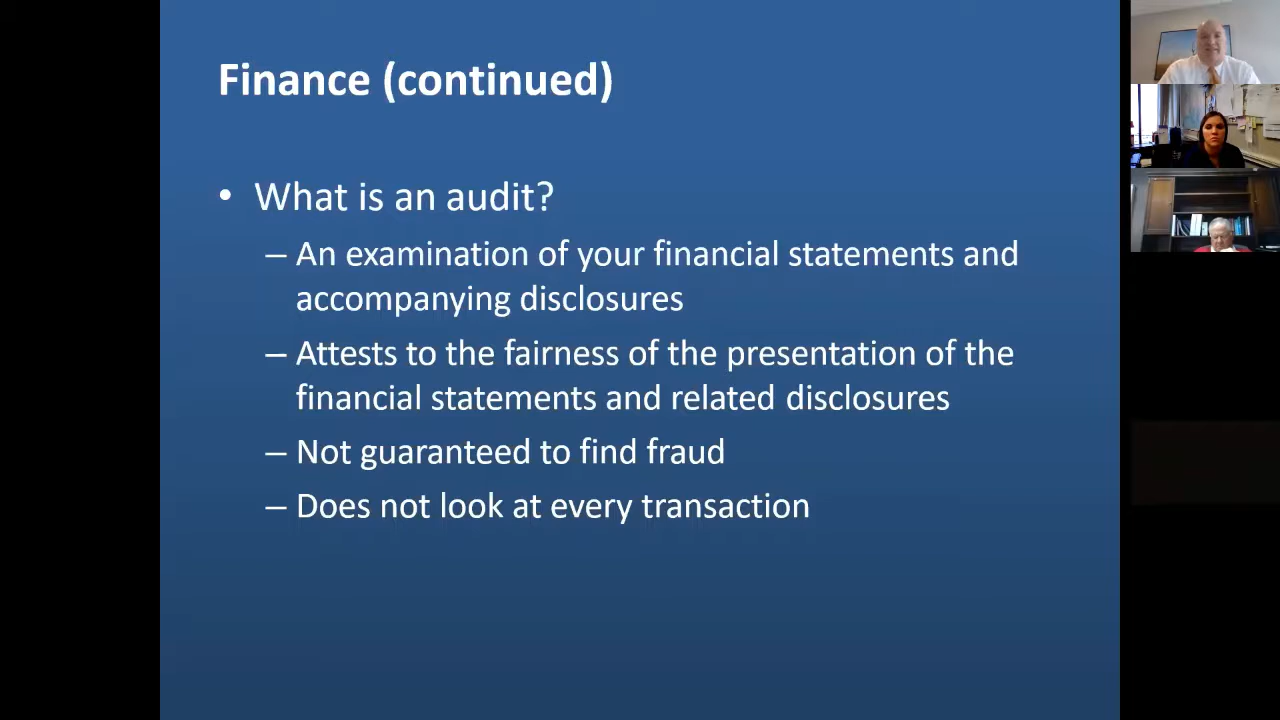 Finance (continued)
• What is an audit?
– An examination of your financial statements and
accompanying disclosures
– Attests to the fairness of the presentation of the
financial statements and related disclosures
– Not guaranteed to find fraud
– Does not look at every transaction